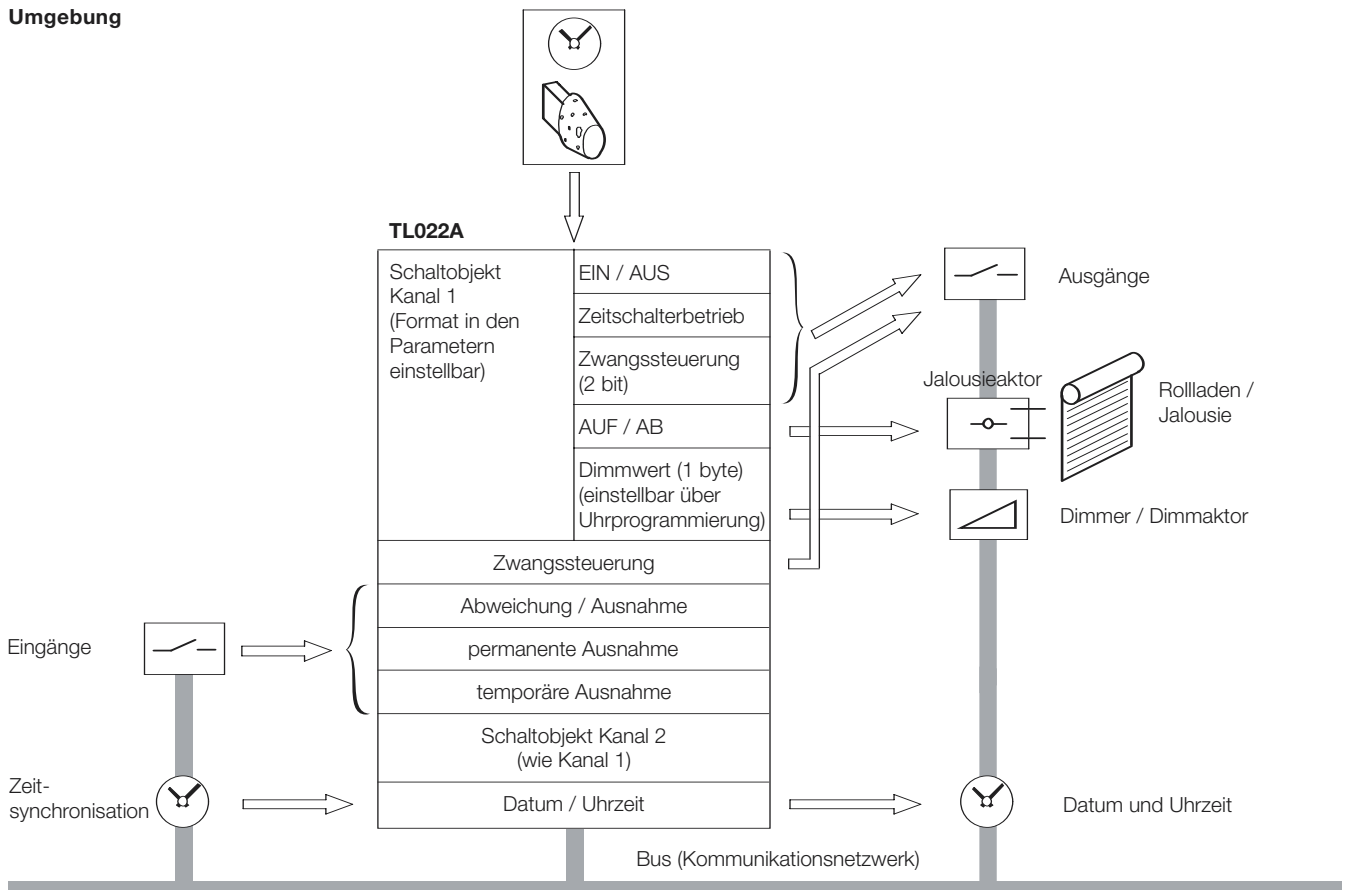 Umgebung
TL022A
Schaltobjekt
Kanal 1
(Format in den
Parametern
einstellbar)
EIN / AUS
Zeitschalterbetrieb
Zwangssteuerung
(2 bit)
AUF / AB
Dimmwert (1 byte)
(einstellbar über
Uhrprogrammierung)
Zwangssteuerung
Abweichung / Ausnahme
permanente Ausnahme
temporäre Ausnahme
Schaltobjekt Kanal 2
(wie Kanal 1)
Datum / Uhrzeit
Eingänge
Zeit-
synchronisation
Ausgänge
Jalousieaktor
Rollladen /
Jalousie
Dimmer / Dimmaktor
Datum und Uhrzeit
Bus (Kommunikationsnetzwerk)